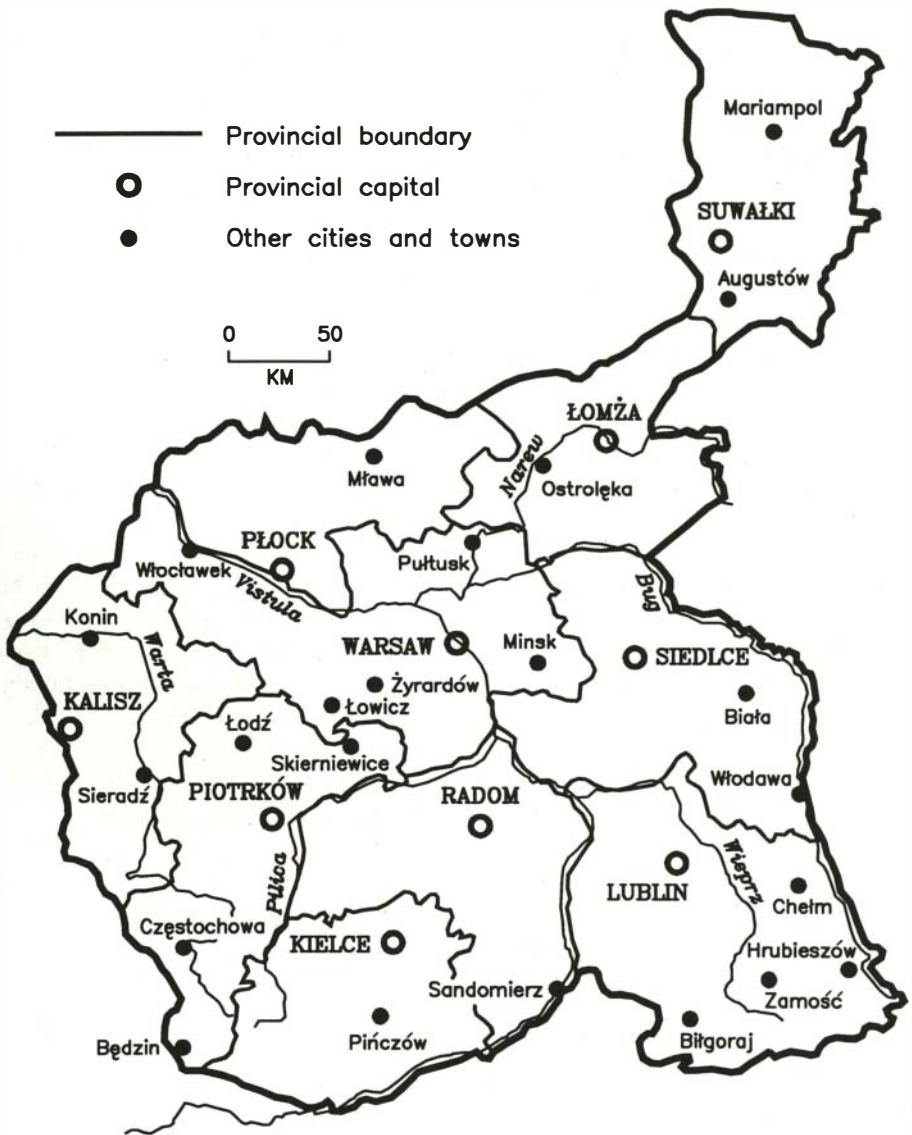 Provincial boundary
Provincial capital
Other cities and towns
0 50
KM
Mariampol
SUWAŁKI
Augustów
ŁOMŻA
Narew
Ostrolęka
Mława
PŁOCK
Włocławek
Vistula
Pułtusk
Bug
Konin
Warta
WARSAW
Minsk
SIEDLCE
KALISZ
Żyrardów
Łowicz
Biała
Łodź
Skierniewice
Sieradź
PIOTRKÓW
RADOM
Włodawa
Pilica
LUBLIN
Wieprz
Chełm
Częstochowa
KIELCE
Hrubieszów
Sandomierz
Zamość
Pińczów
Biłgoraj
Będzin